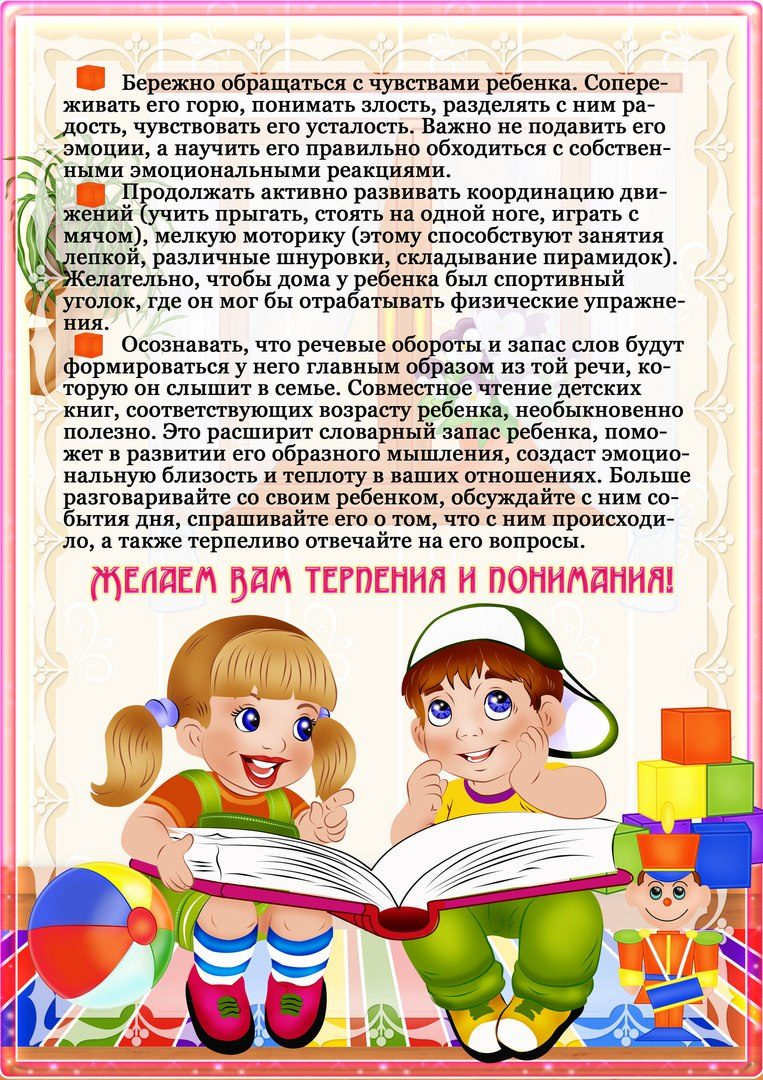 Бережно обращаться с чувствами ребенка. Сопере-
живать его горю, понимать злость, разделять с ним ра-
дость, чувствовать его усталость. Важно не подавить его
эмоции, а научить его правильно обходиться с собствен-
ными эмоциональными реакциями.
Продолжать активно развивать координацию дви-
жений (учить прыгать, стоять на одной ноге, играть с
мячом), мелкую моторику (этому способствуют занятия
лепкой, различные шнуровки, складывание пирамидок).
Желательно, чтобы дома у ребенка был спортивный
уголок, где он мог бы отрабатывать физические упражне-
ния.
Осознавать, что речевые обороты и запас слов будут
формироваться у него главным образом из той речи, ко-
торую он слышит в семье. Совместное чтение детских
книг, соответствующих возрасту ребенка, необыкновенно
полезно. Это расширит словарный запас ребенка, помо-
жет в развитии его образного мышления, создаст эмоцио-
нальную близость и теплоту в ваших отношениях. Больше
разговаривайте со своим ребенком, обсуждайте с ним со-
бытия дня, спрашивайте его о том, что с ним происходи-
ло, а также терпеливо отвечайте на его вопросы.
ЖЕЛАЕМ ВАМ ТЕРПЕНИЯ И ПОНИМАНИЯ!